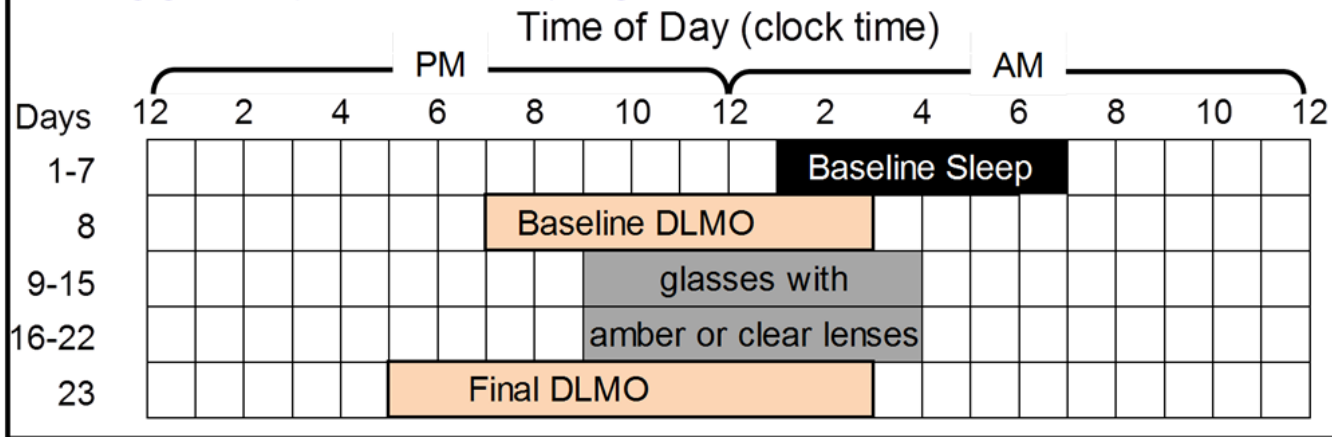 Time of Day (clock time)
PM AM
Days 12 2 4 6 8 10 12 2 4 6 8 10 12
1-7 Baseline Sleep
8 Baseline DLMO
9-15 glasses with
16-22 amber or clear lenses
23 Final DLMO